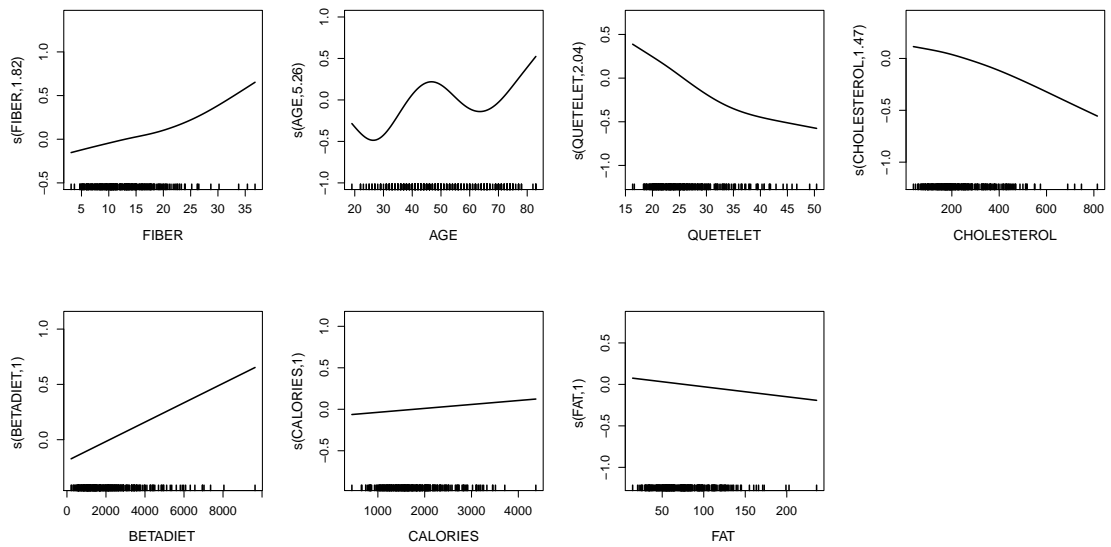 s(FIBER,1.82)
−0.5 0.0 0.5 1.0
5 10 15 20 25 30 35
FIBER
s(AGE,5.26)
−1.0 −0.5 0.0 0.5 1.0
20 30 40 50 60 70 80
AGE
s(QUETELET,2.04)
−1.0 −0.5 0.0 0.5
15 20 25 30 35 40 45 50
QUETELET
s(CHOLESTEROL,1.47)
−1.0 −0.5 0.0
200 400 600 800
CHOLESTEROL
s(BETADIET,1)
0.0 0.5 1.0
0 2000 4000 6000 8000
BETADIET
s(CALORIES,1)
−0.5 0.0 0.5 1.0
1000 2000 3000 4000
CALORIES
s(FAT,1)
−1.0 −0.5 0.0 0.5
50 100 150 200
FAT